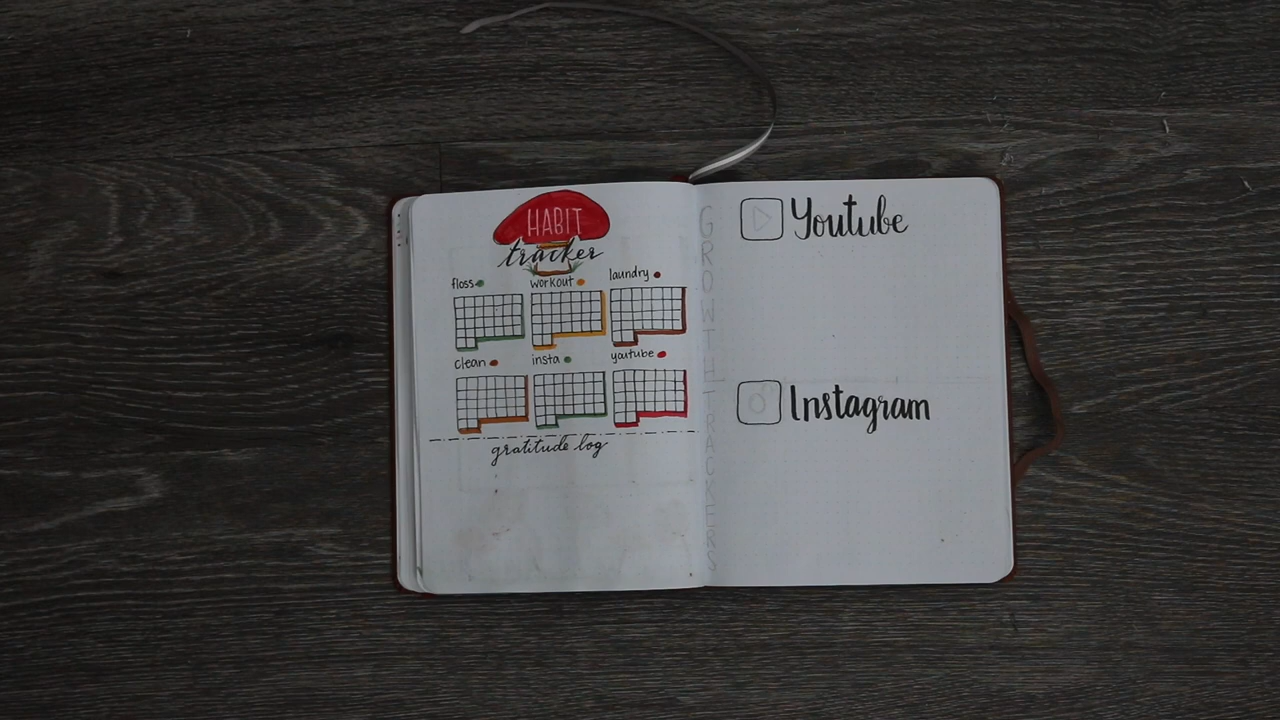 HABIT
tracker
floss
workout
laundry
clean
insta
youtube
gratitude log
GROWTH TRACKERS
Youtube
Instagram